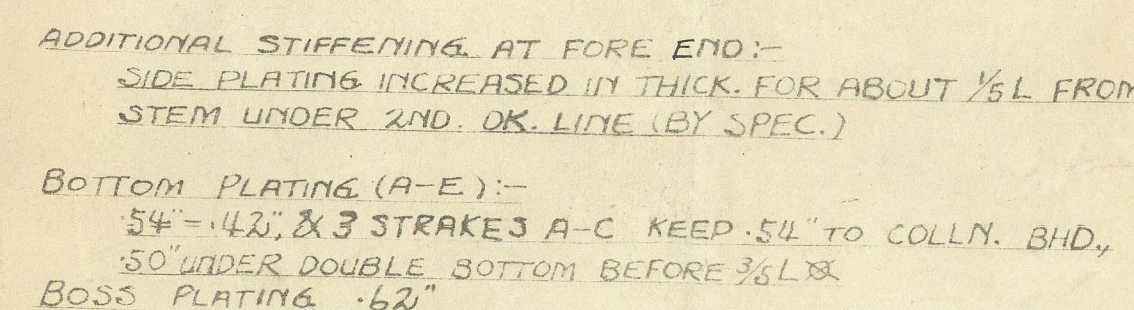 ADDITIONAL STIFFENING AT FORE END:-
SIDE PLATING INCREASED IN THICK. FOR ABOUT 1/5 L FROM
STEM UNDER 2ND. DK. LINE (BY SPEC.)
BOTTOM PLATING (A-E):-
.54" = .42", & 3 STRAKES A-C KEEP .54" TO COLLN. BHD.,
.50" UNDER DOUBLE BOTTOM BEFORE 3/5 L
BOSS PLATING .62"